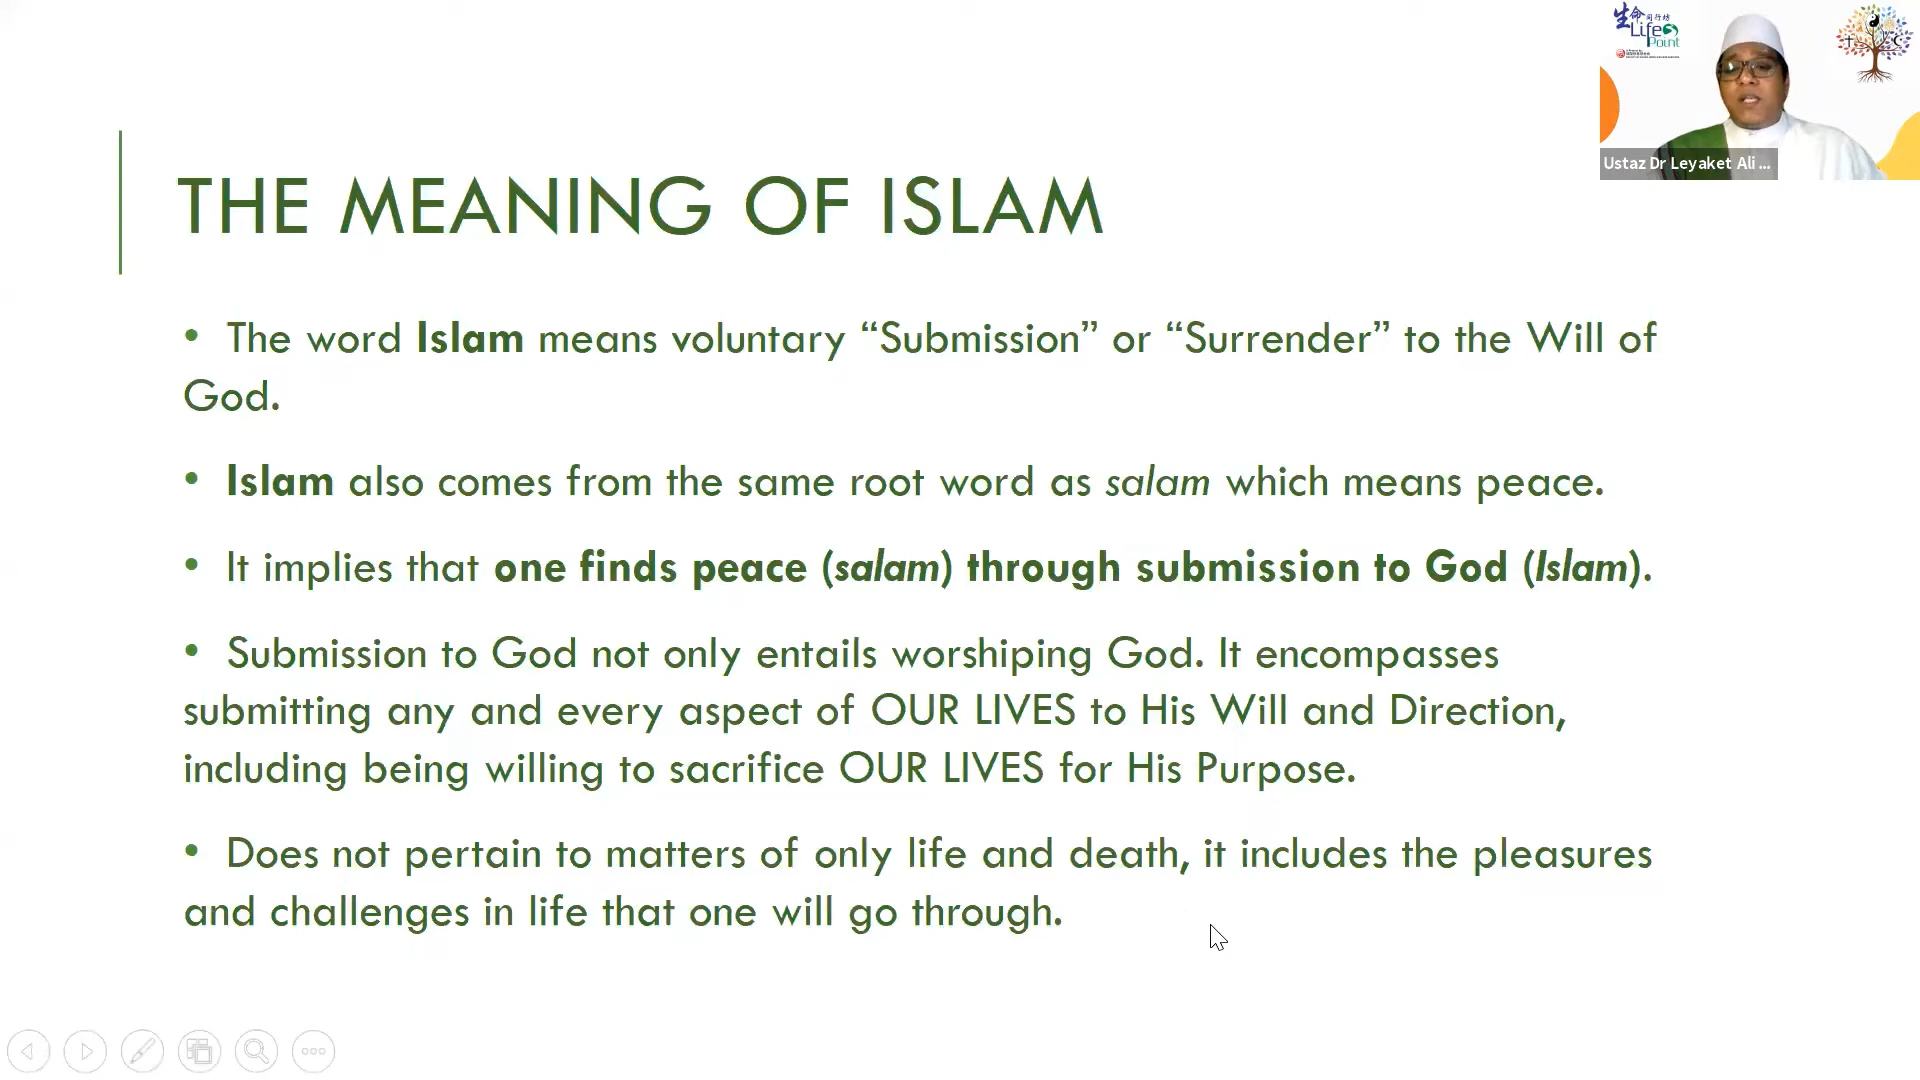 生命同行坊
Life
Point
Ustaz Dr Leyaket Ali ...
THE MEANING OF ISLAM
• The word Islam means voluntary “Submission” or “Surrender” to the Will of
God.
• Islam also comes from the same root word as salam which means peace.
• It implies that one finds peace (salam) through submission to God (Islam).
• Submission to God not only entails worshiping God. It encompasses
submitting any and every aspect of OUR LIVES to His Will and Direction,
including being willing to sacrifice OUR LIVES for His Purpose.
• Does not pertain to matters of only life and death, it includes the pleasures
and challenges in life that one will go through.